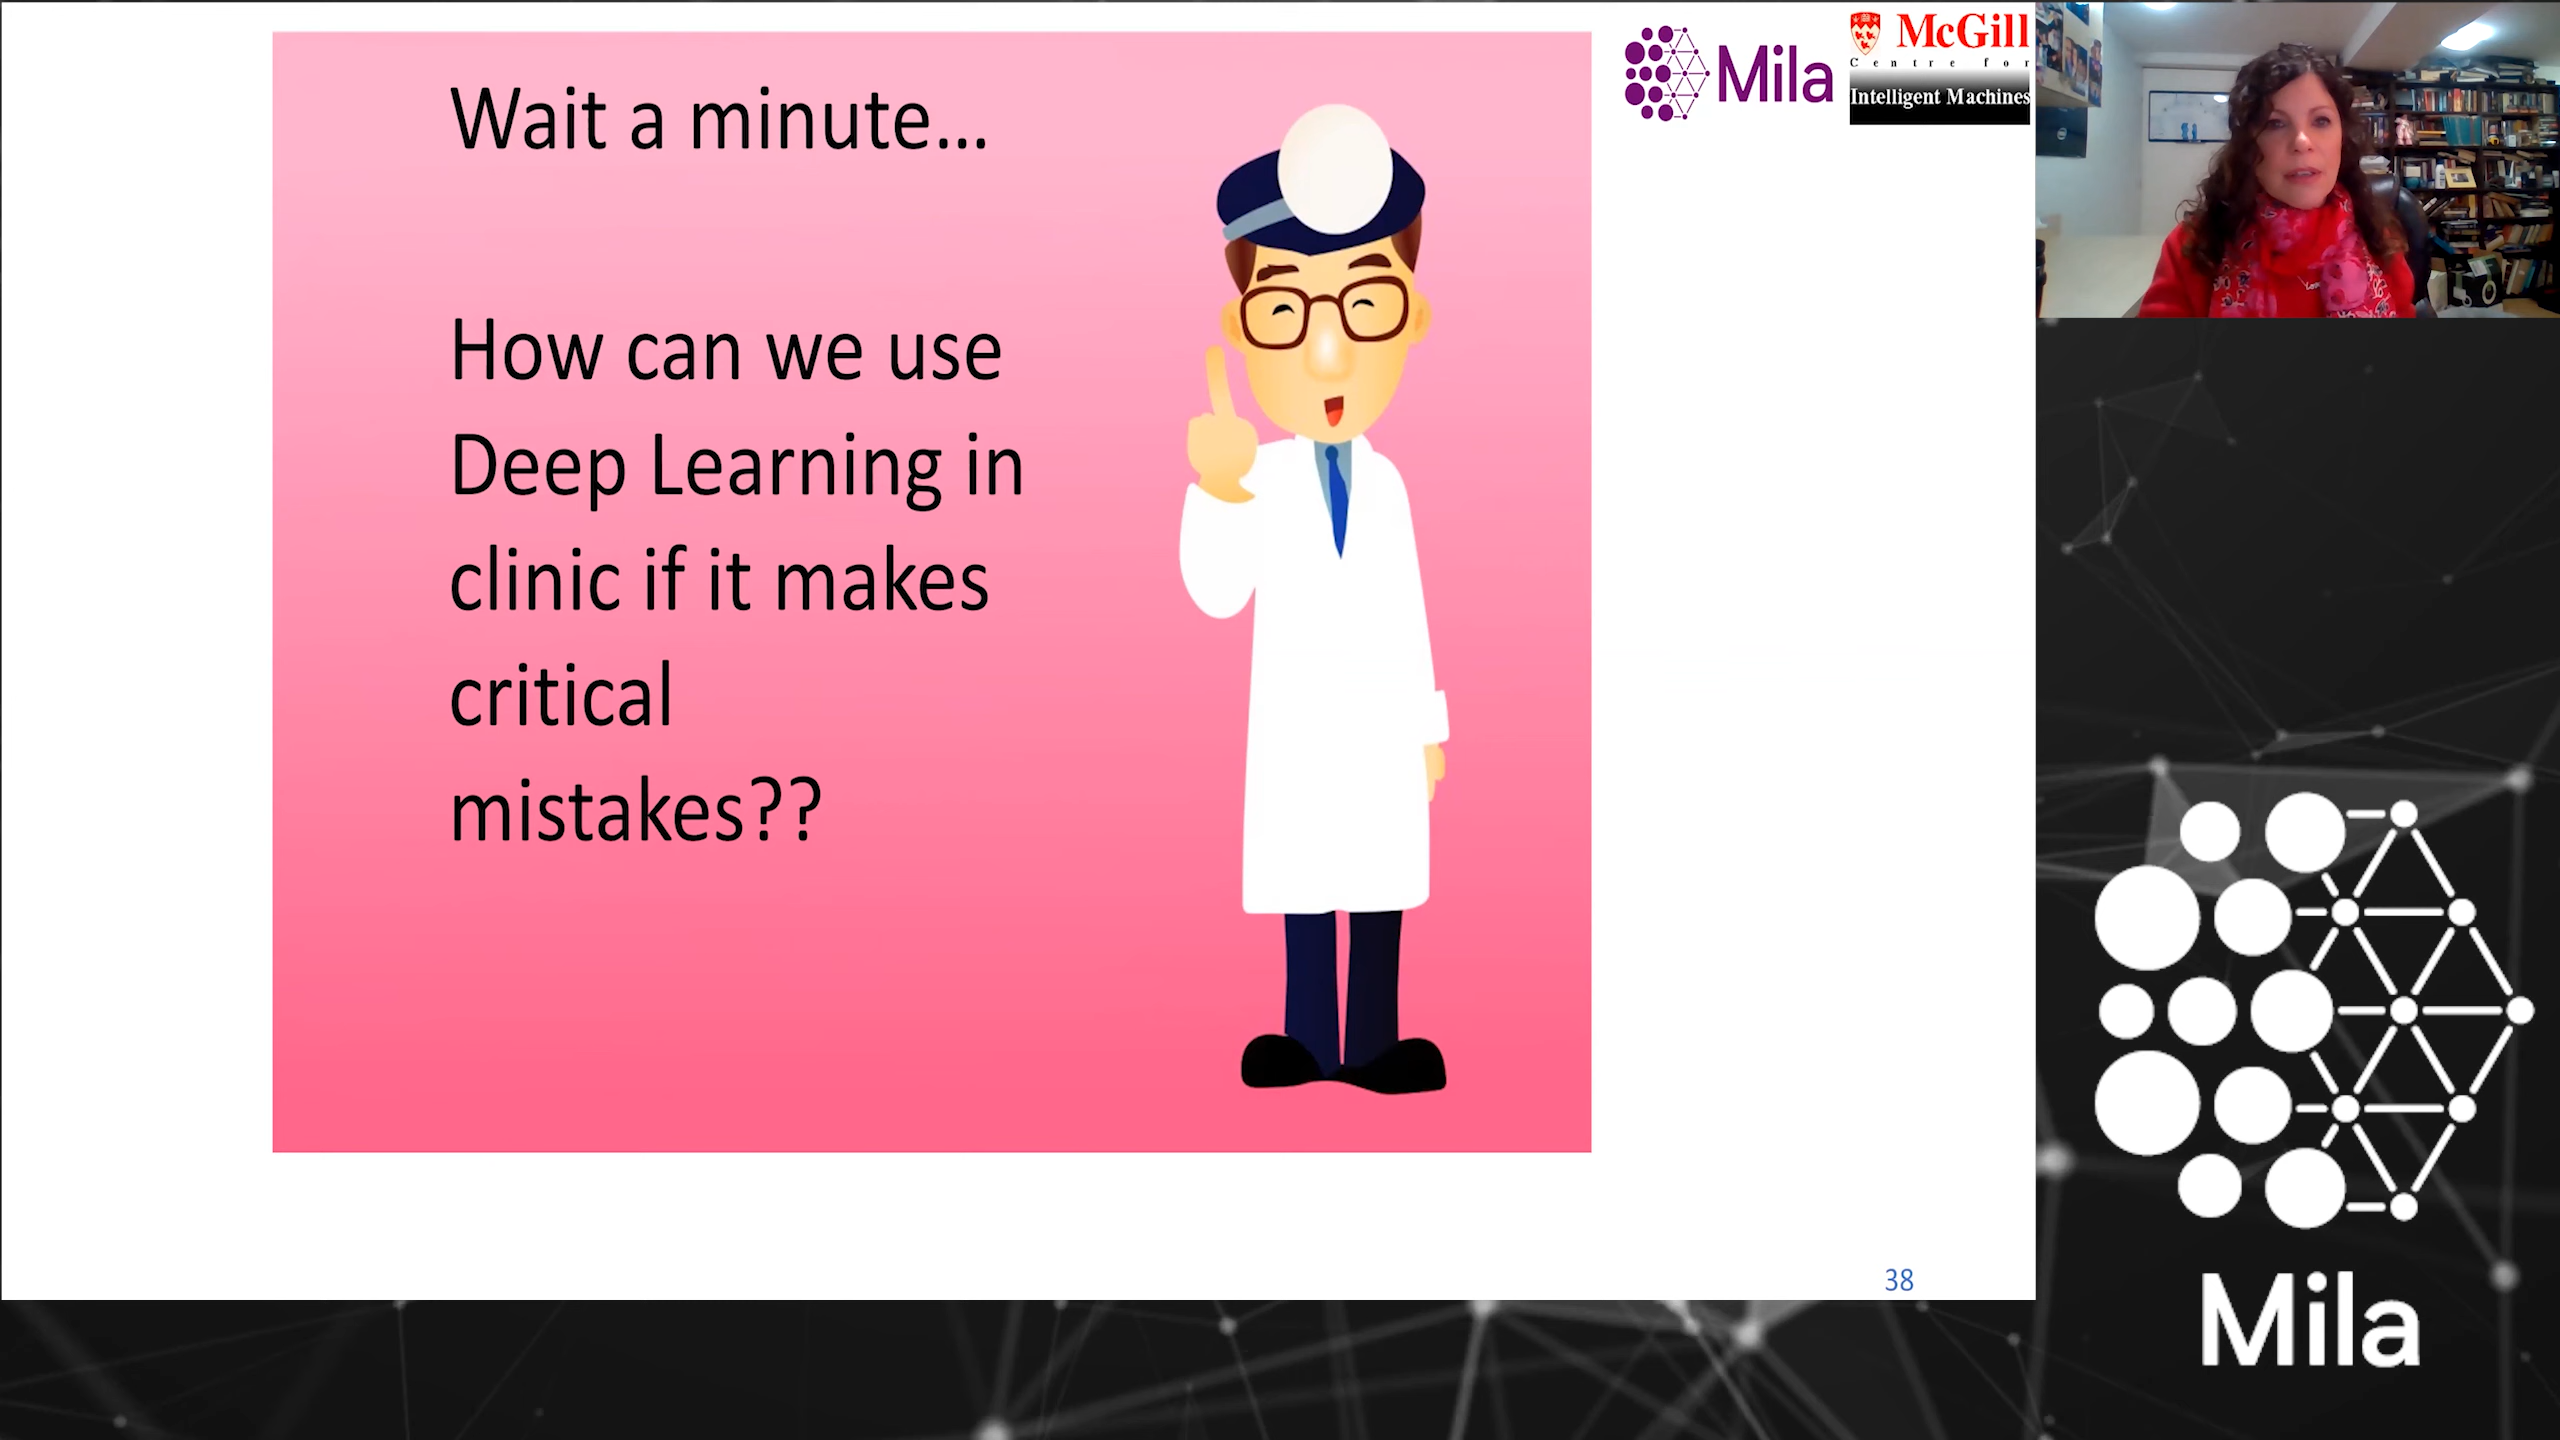 Wait a minute...
How can we use
Deep Learning in
clinic if it makes
critical
mistakes??
Mila
McGill
Centre for
Intelligent Machines
38
Mila